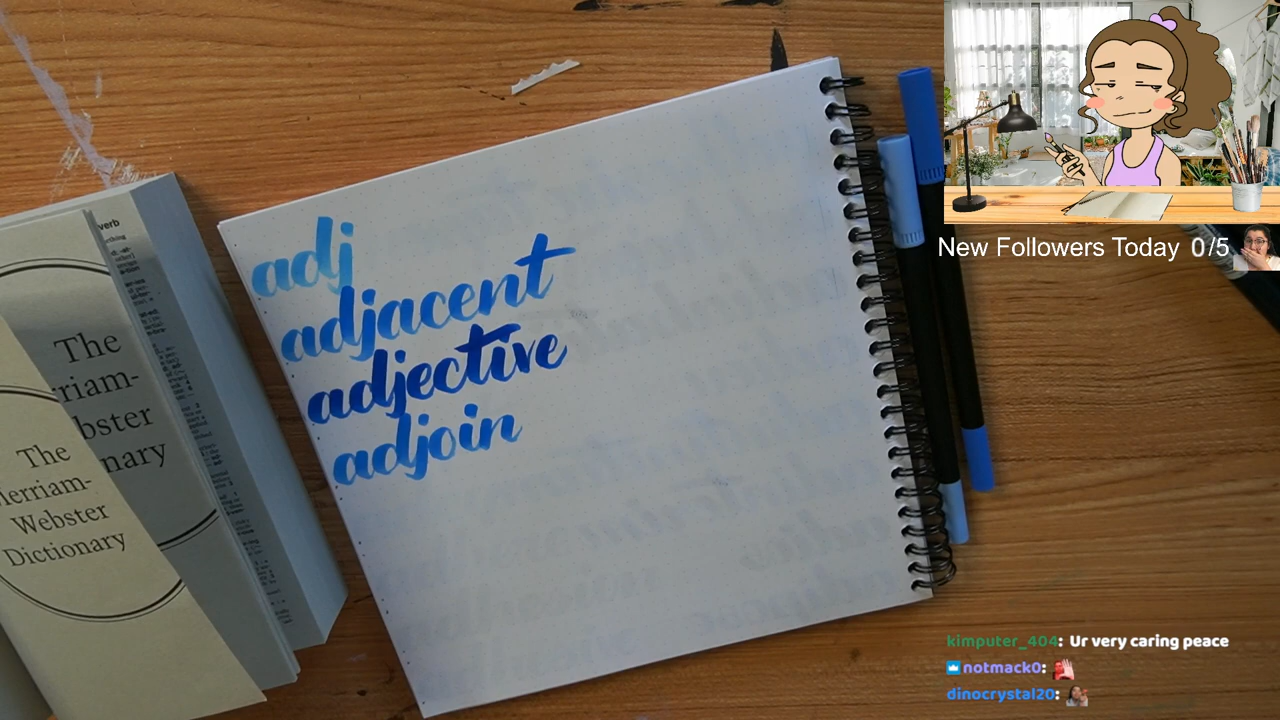 adj
adjacent
adjective
adjoin
verb
The
rriam-
bster
nary
The
Merriam-
Webster
Dictionary
New Followers Today 0/5
kimputer_404: Ur very caring peace
notmack0:
dinocrystal20: